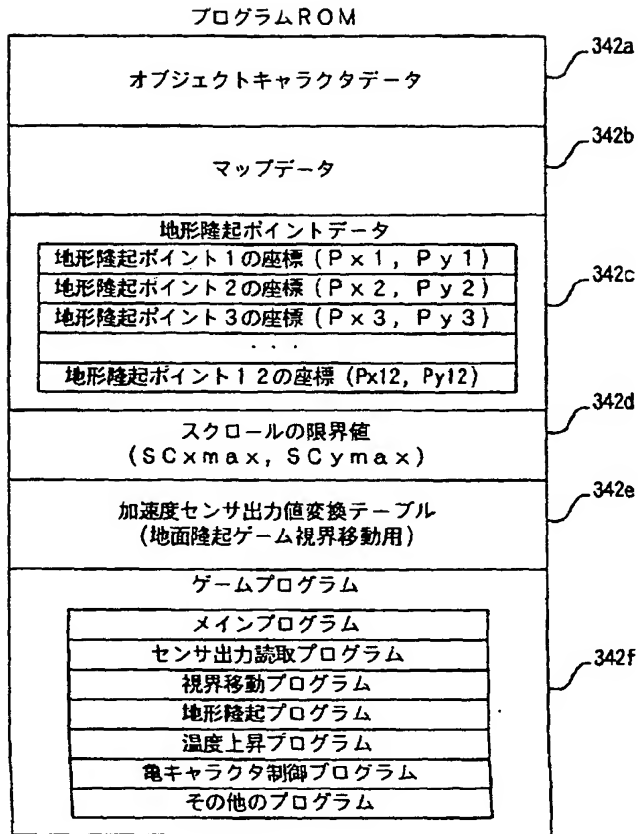 プログラムROM
オブジェクトキャラクタデータ
342a
マップデータ
342b
地形隆起ポイントデータ
地形隆起ポイント1の座標(Px1, Py1)
地形隆起ポイント2の座標(Px2, Py2)
地形隆起ポイント3の座標(Px3, Py3)
・・・
地形隆起ポイント12の座標(Px12, Py12)
342c
スクロールの限界値
(SCxmax, SCymax)
342d
加速度センサ出力値変換テーブル
(地面隆起ゲーム視界移動用)
342e
ゲームプログラム
メインプログラム
センサ出力読取プログラム
視界移動プログラム
地形隆起プログラム
温度上昇プログラム
亀キャラクタ制御プログラム
その他のプログラム
342f